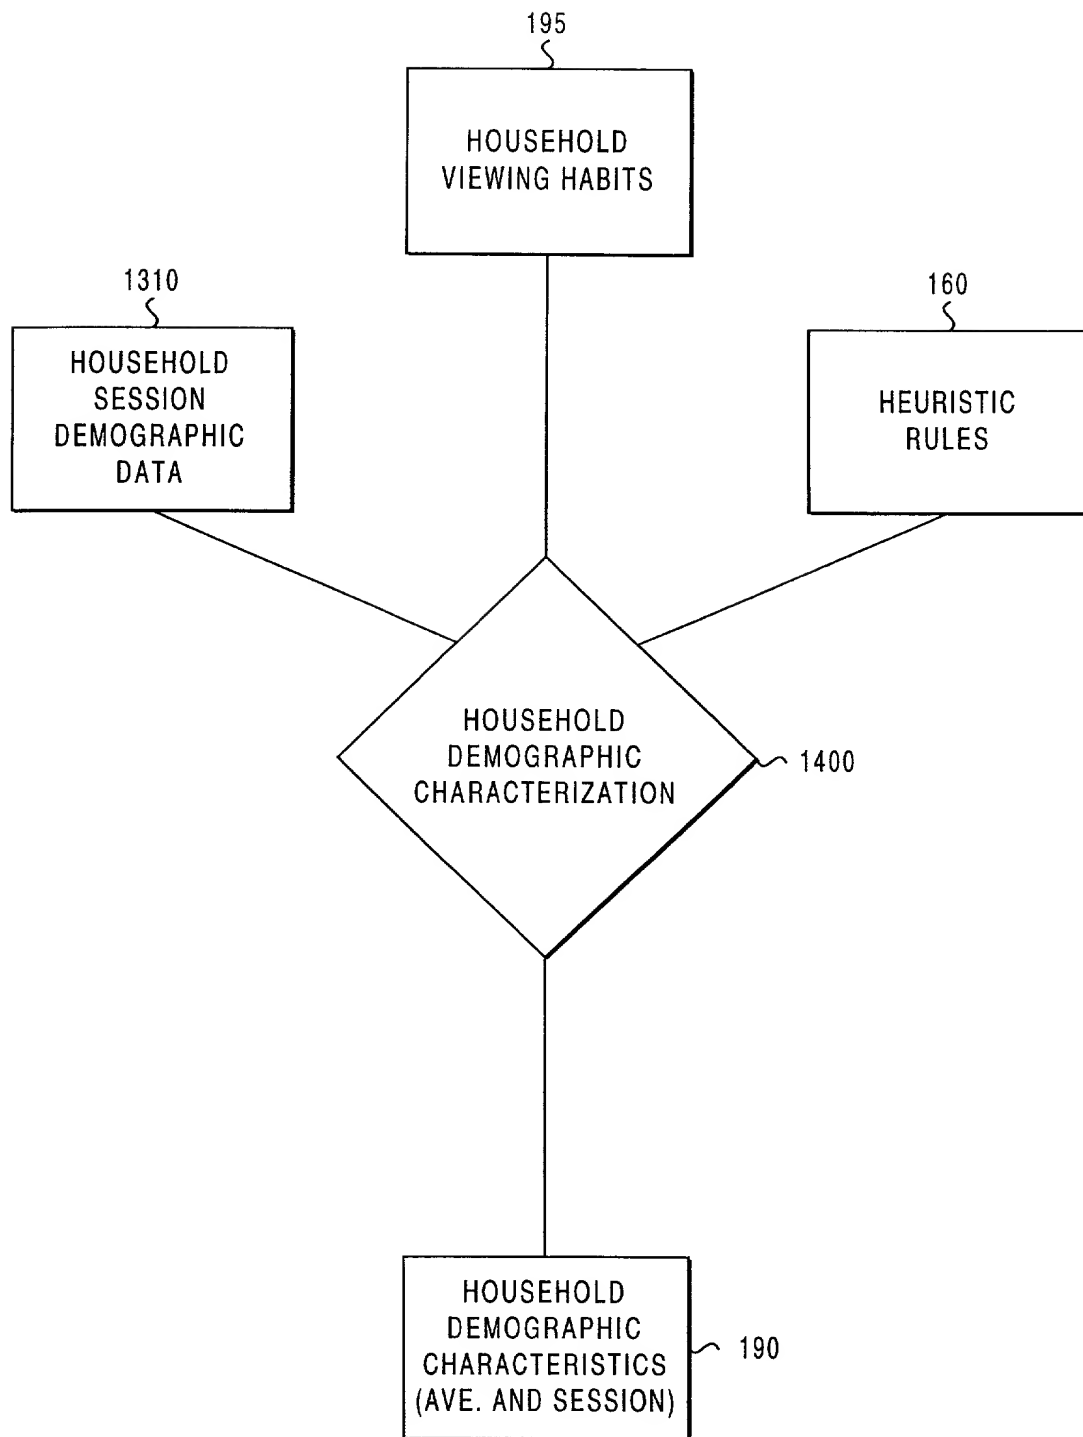 195
HOUSEHOLD
VIEWING HABITS
1310
HOUSEHOLD
SESSION
DEMOGRAPHIC
DATA
160
HEURISTIC
RULES
HOUSEHOLD
DEMOGRAPHIC
CHARACTERIZATION
1400
HOUSEHOLD
DEMOGRAPHIC
CHARACTERISTICS
(AVE. AND SESSION)
190